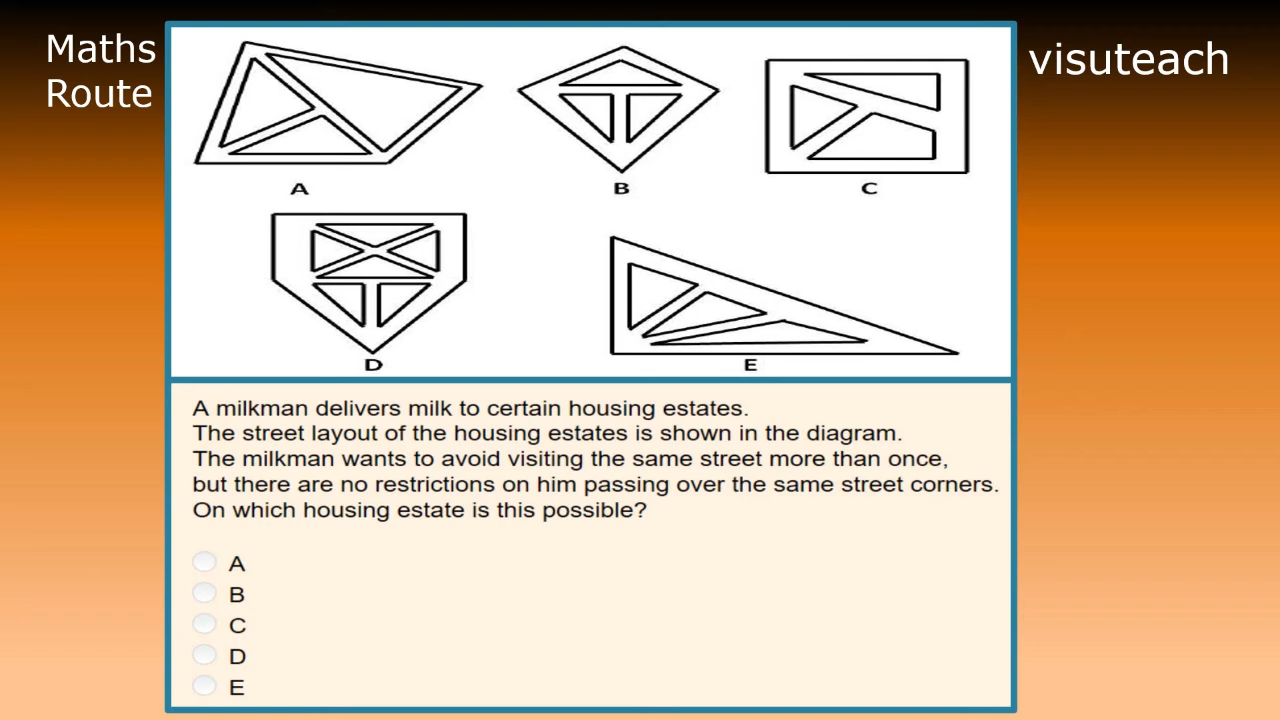 Maths
Route
visuteach
A
B
C
D
E
A milkman delivers milk to certain housing estates.
The street layout of the housing estates is shown in the diagram.
The milkman wants to avoid visiting the same street more than once,
but there are no restrictions on him passing over the same street corners.
On which housing estate is this possible?
A
B
C
D
E